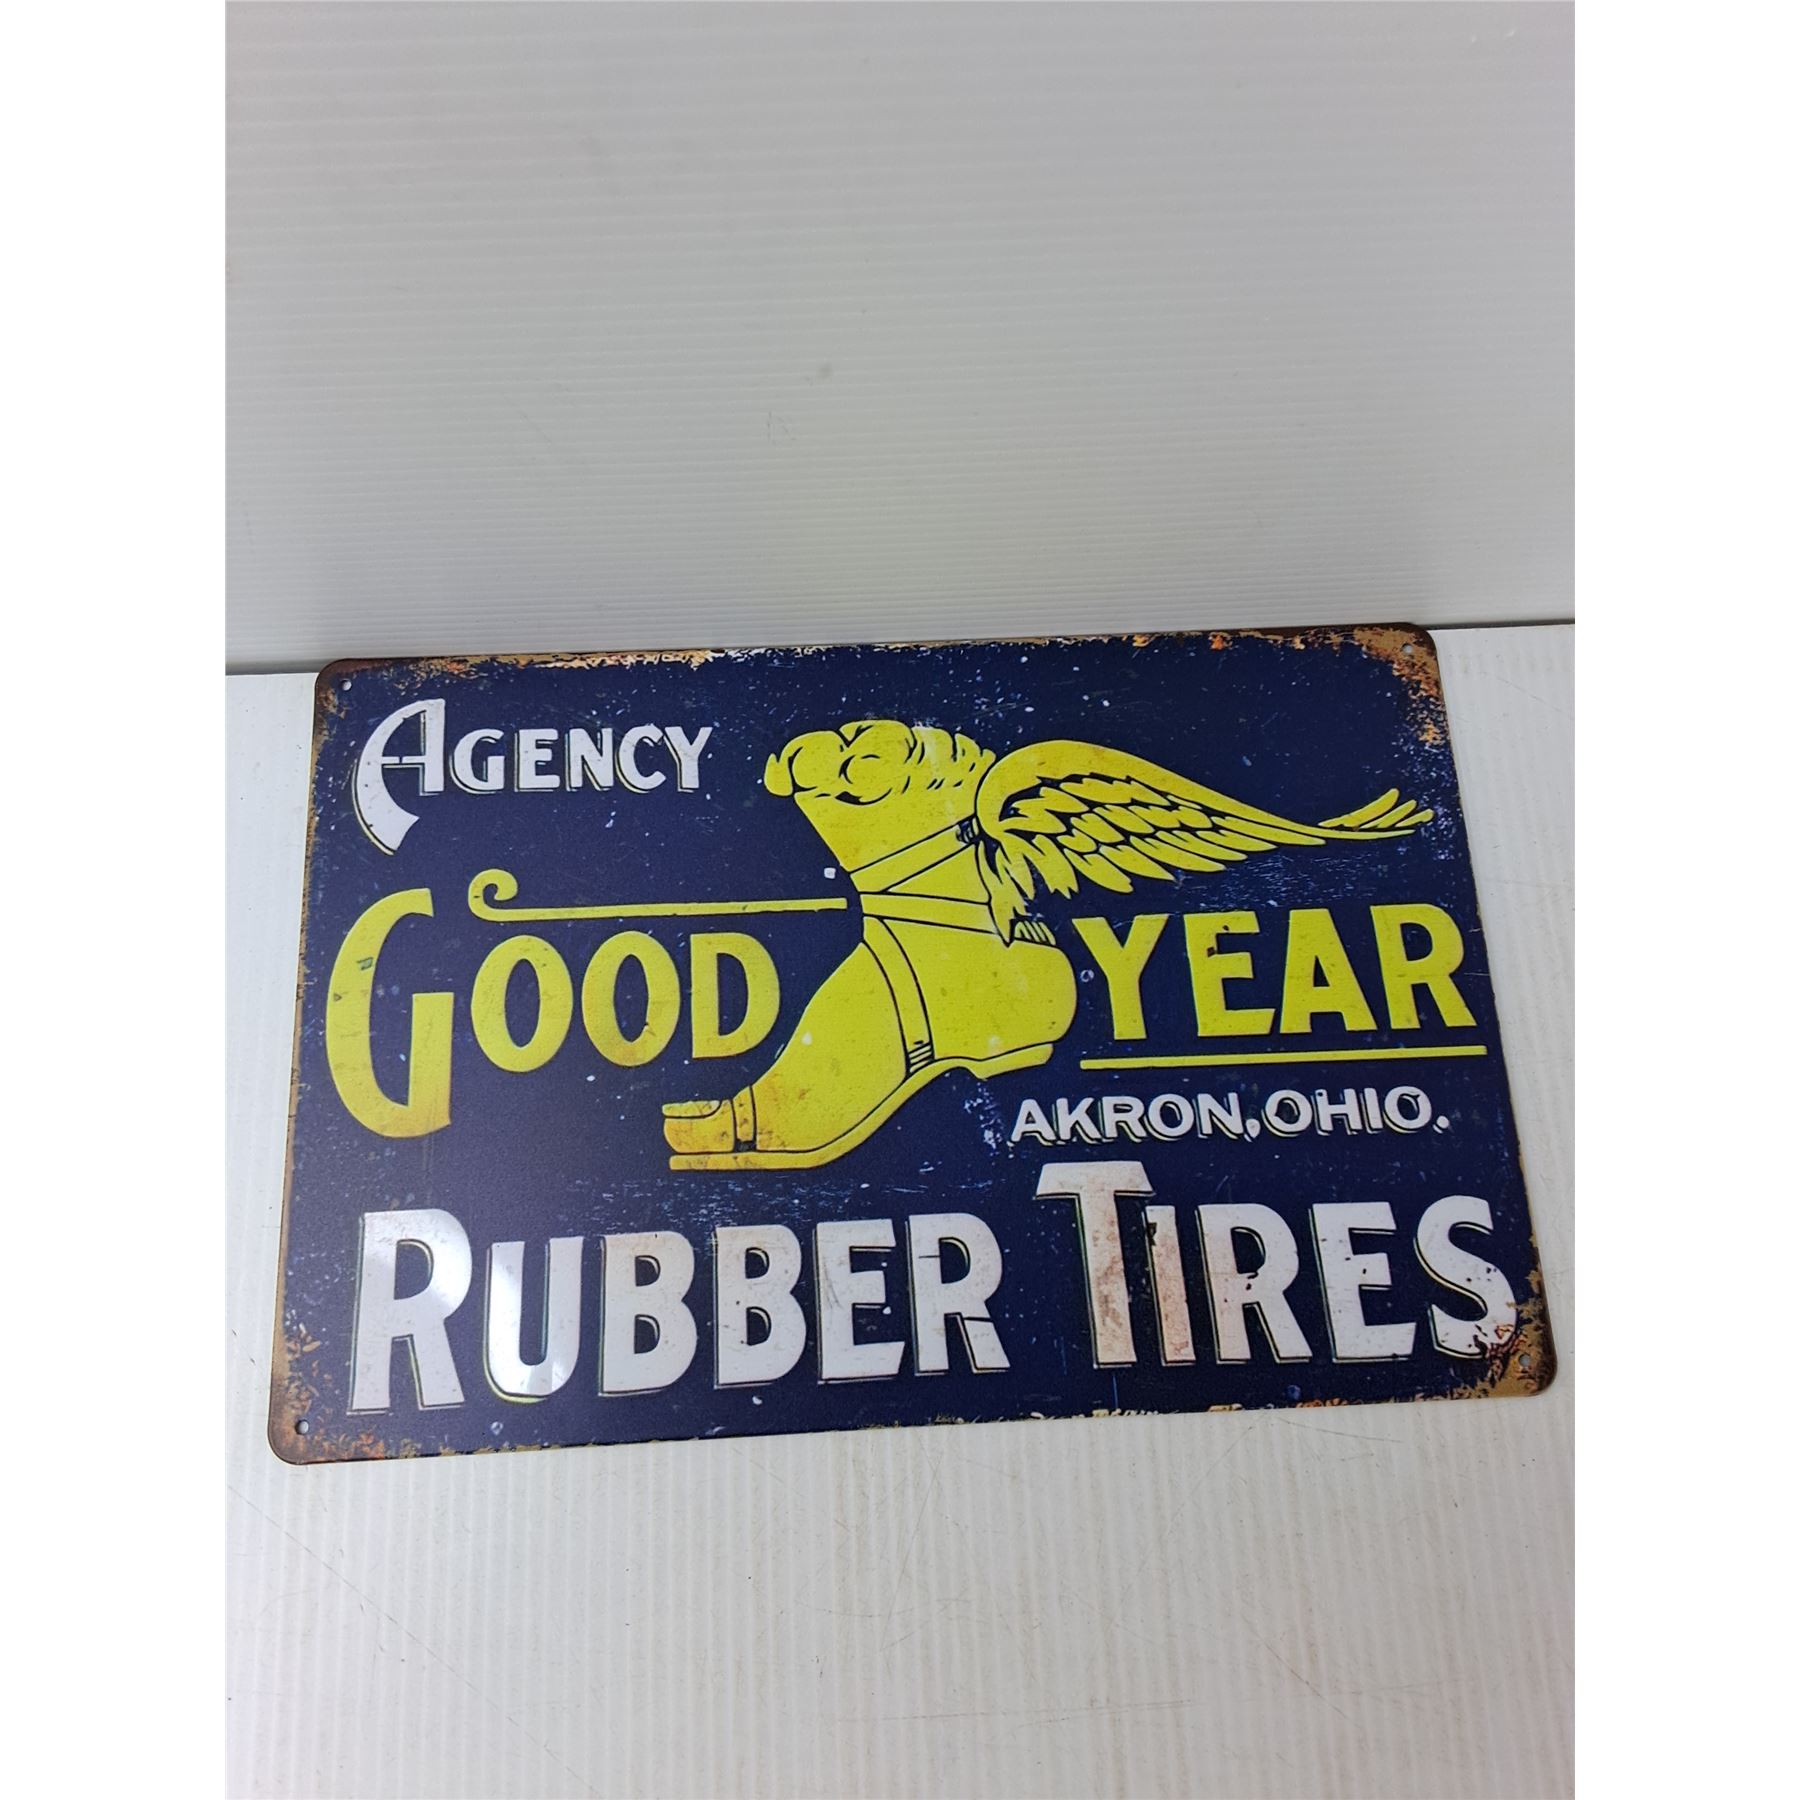 AGENCY
GOOD YEAR
AKRON, OHIO.
RUBBER TIRES